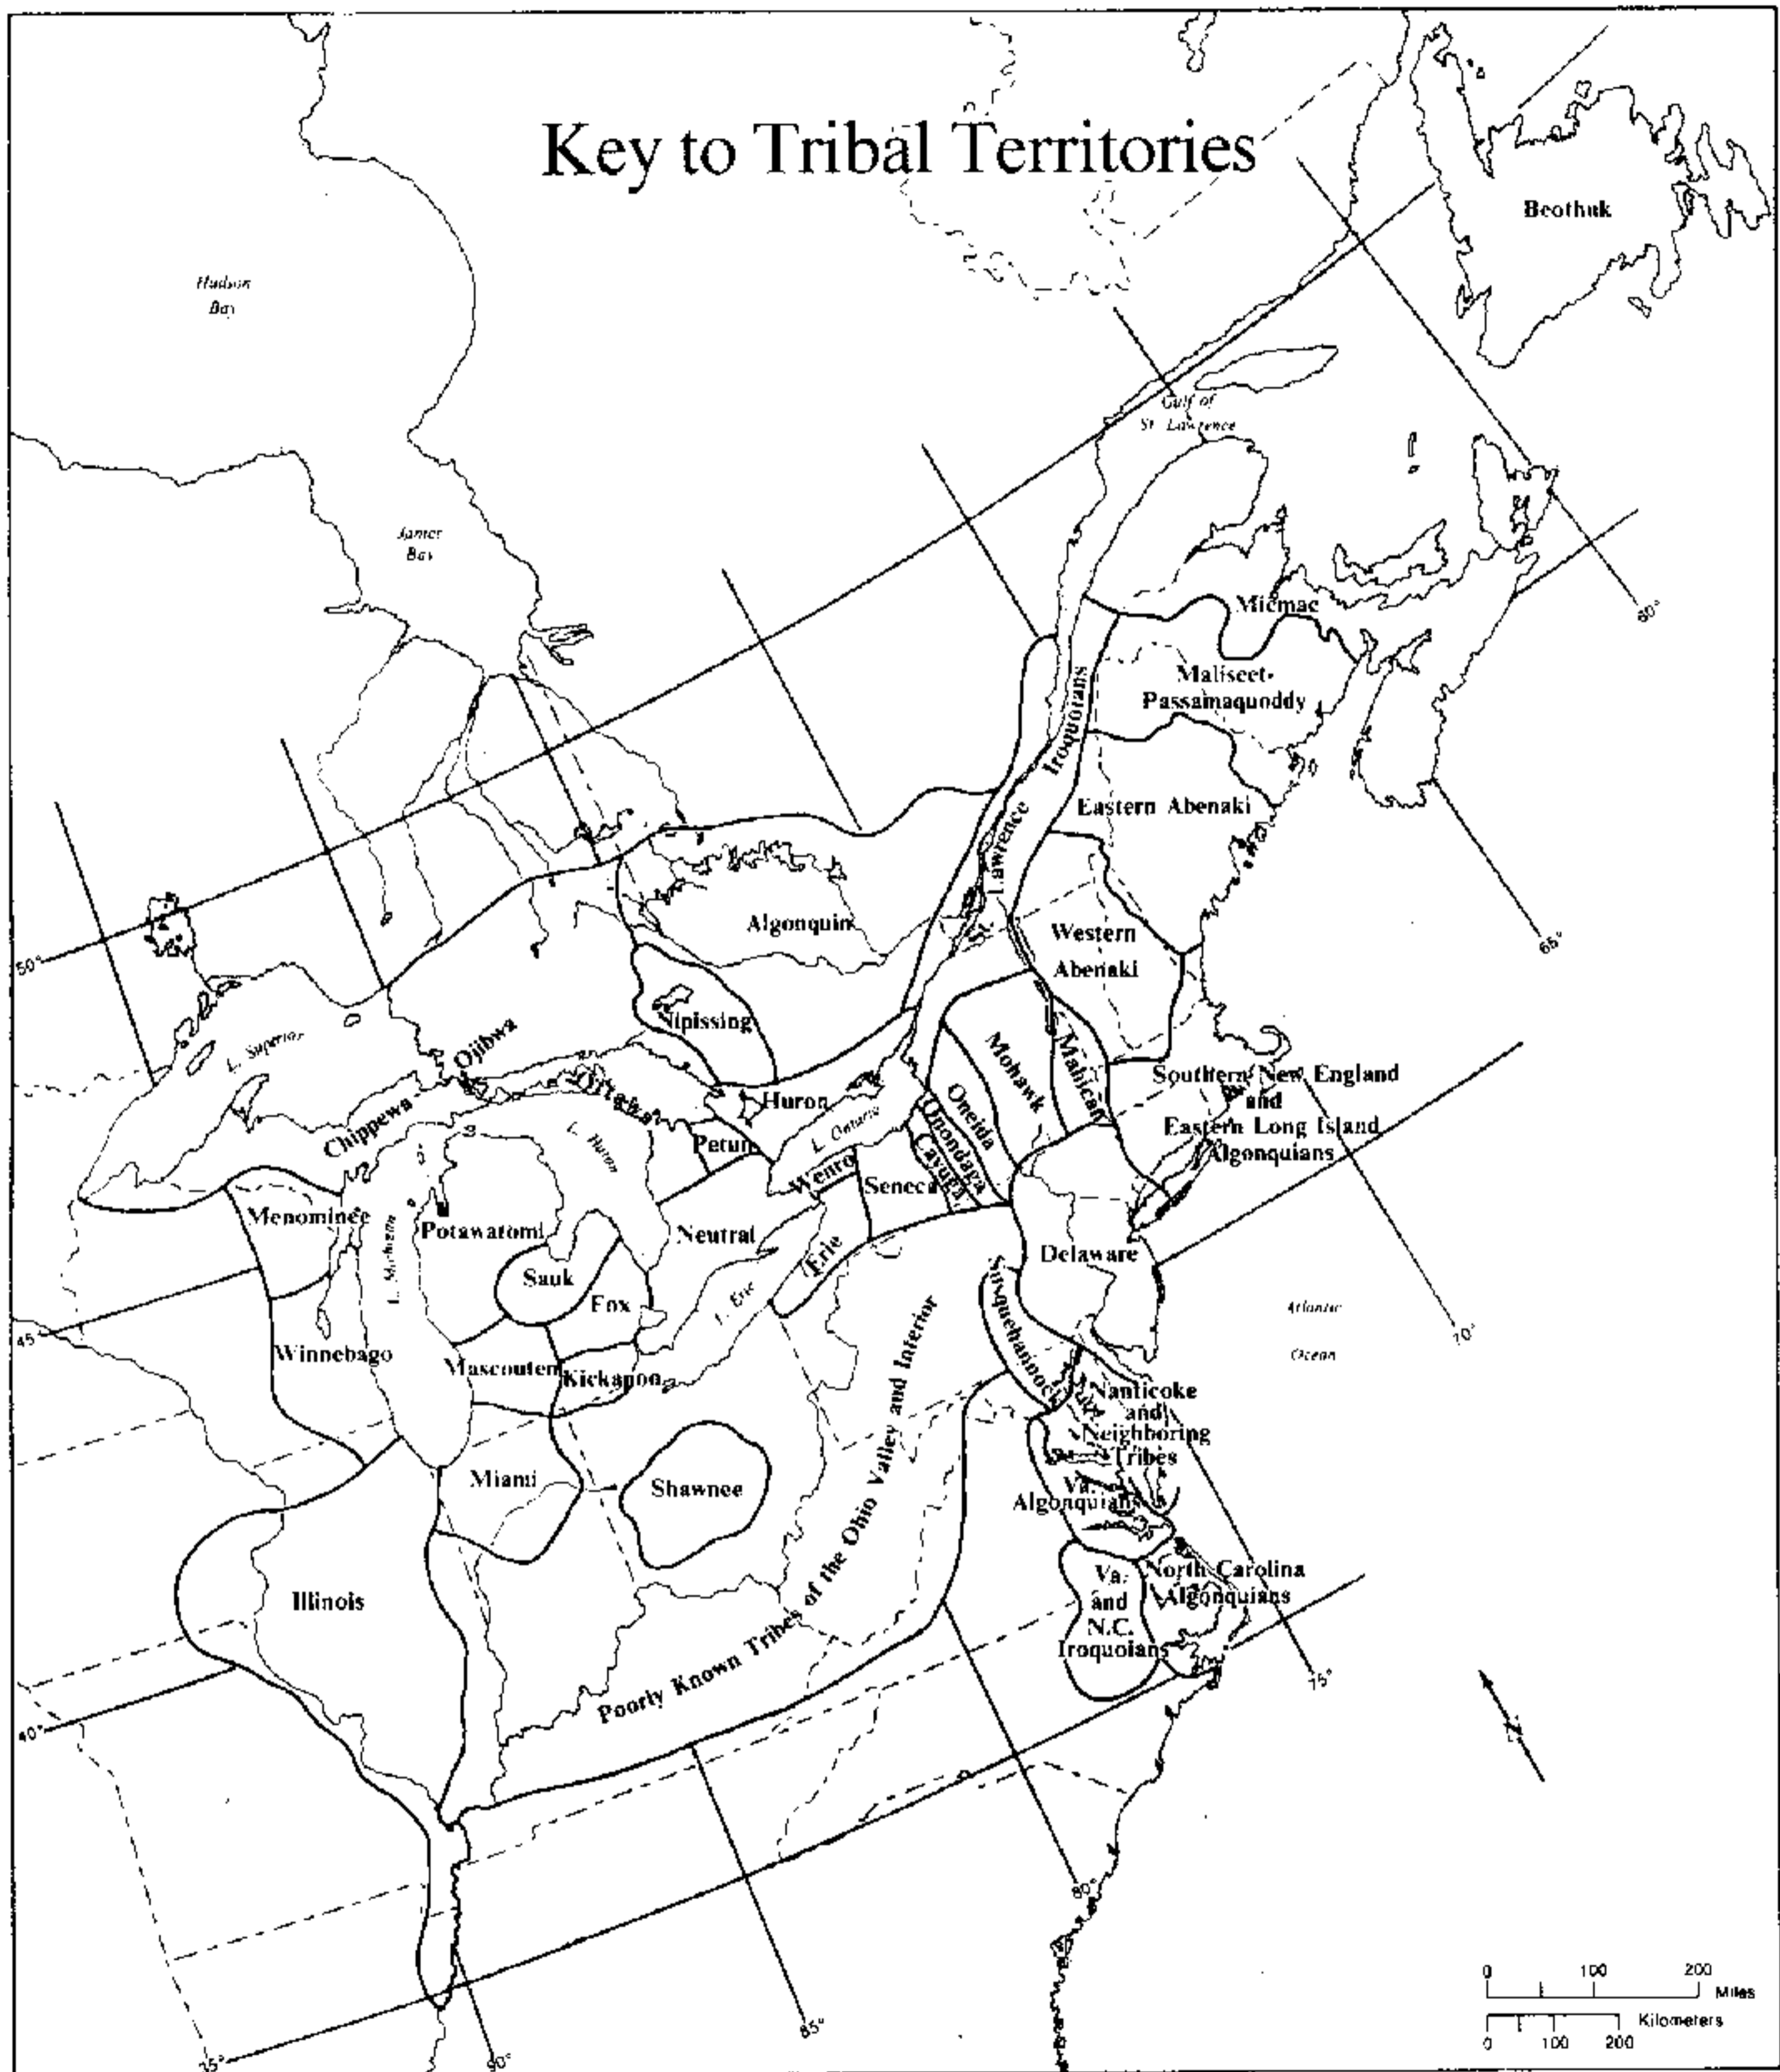 Key to Tribal Territories
Beothuk
Hudson
Bay
Gulf of
St. Lawrence
James
Bay
Micmac
60°
Maliseet-
Passamaquoddy
St. Lawrence Iroquoians
Eastern Abenaki
Algonquin
Western
Abenaki
65°
50°
Nipissing
L. Superior
Ojibwa
Chippewa
Ottawa
Huron
Mohawk
Mahican
Oneida
Onondaga
Cayuga
Southern New England
and
Eastern Long Island
Algonquians
L. Ontario
L. Huron
Petun
Wenro
Seneca
Menominee
L. Michigan
Potawatomi
Neutral
Erie
Delaware
Sauk
Fox
L. Erie
Susquehannock
Atlantic
Ocean
70°
45°
Winnebago
Mascouten
Kickapoo
Nanticoke
and
Neighboring
Tribes
Miami
Shawnee
Va.
Algonquians
Illinois
Poorly Known Tribes of the Ohio Valley and Interior
Va.
and
N.C.
Iroquoians
North Carolina
Algonquians
75°
40°
N
80°
85°
90°
35°
0 100 200
Miles
Kilometers
0 100 200